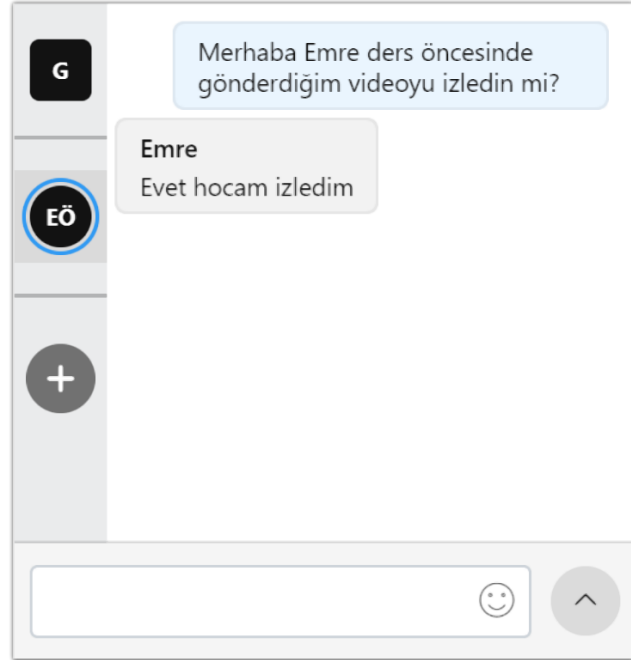 G
Merhaba Emre ders öncesinde
gönderdiğim videoyu izledin mi?
Emre
Evet hocam izledim
EÖ